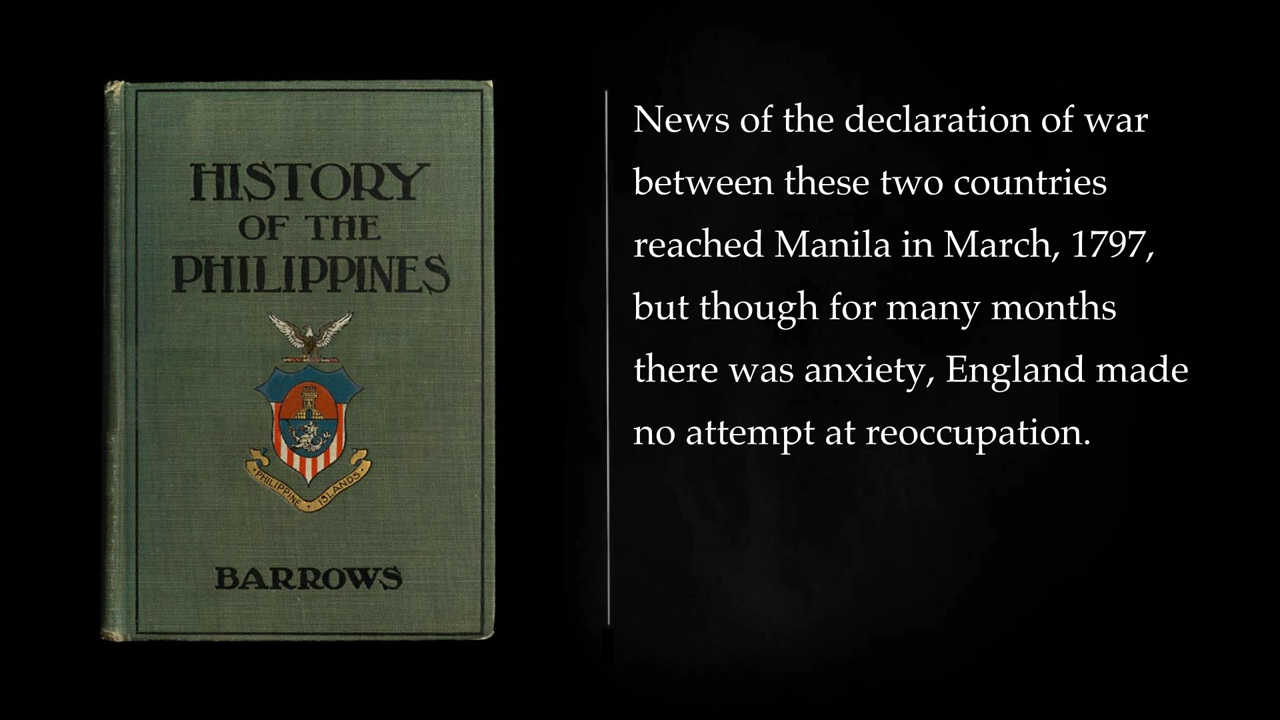 HISTORY
OF THE
PHILIPPINES
PHILIPPINE ISLANDS
BARROWS
News of the declaration of war
between these two countries
reached Manila in March, 1797,
but though for many months
there was anxiety, England made
no attempt at reoccupation.